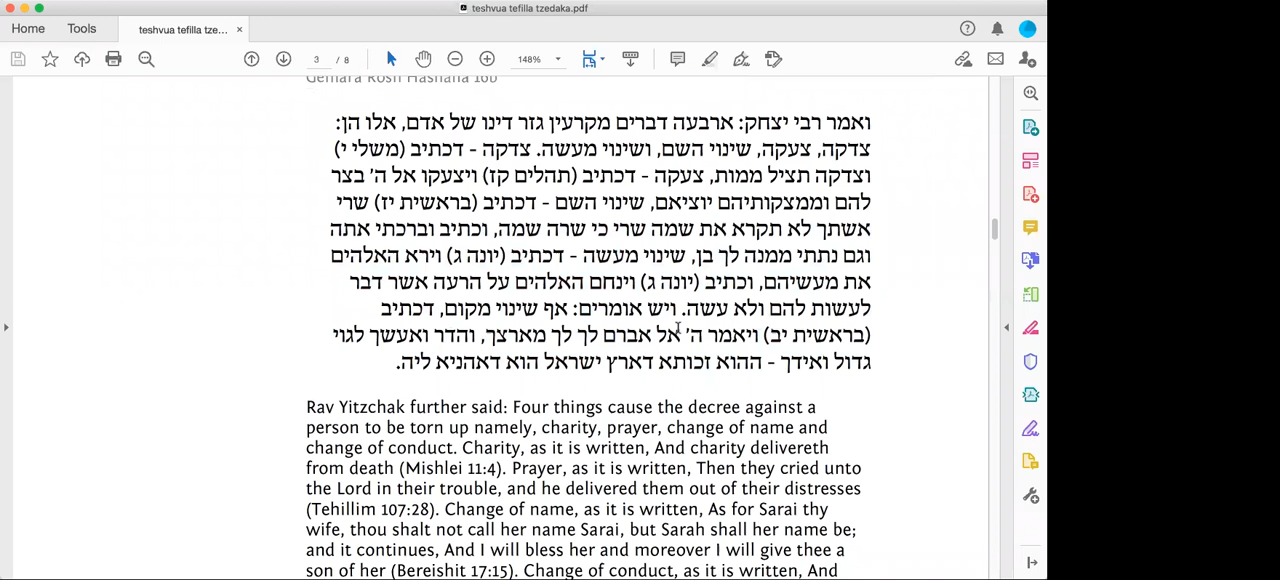 teshvua tefilla tzedaka.pdf
Home
Tools
teshvua tefilla tze...
3 / 8
148%
Gemara Rosh Hashana 16b
ואמר רבי יצחק: ארבעה דברים מקרעין גזר דינו של אדם, אלו הן:
צדקה, צעקה, שינוי השם, ושינוי מעשה. צדקה - דכתיב (משלי י)
וצדקה תציל ממות, צעקה - דכתיב (תהלים קז) ויצעקו אל ה' בצר
להם וממצקותיהם יוציאם, שינוי השם - דכתיב (בראשית יז) שרי
אשתך לא תקרא את שמה שרי כי שרה שמה, וכתיב וברכתי אתה
וגם נתתי ממנה לך בן, שינוי מעשה - דכתיב (יונה ג) וירא האלהים
את מעשיהם, וכתיב (יונה ג) וינחם האלהים על הרעה אשר דבר
לעשות להם ולא עשה. ויש אומרים: אף שינוי מקום, דכתיב
(בראשית יב) ויאמר ה' אל אברם לך לך מארצך, והדר ואעשך לגוי
גדול ואידך - ההוא זכותא דארץ ישראל הוא דאהניא ליה.
Rav Yitzchak further said: Four things cause the decree against a
person to be torn up namely, charity, prayer, change of name and
change of conduct. Charity, as it is written, And charity delivereth
from death (Mishlei 11:4). Prayer, as it is written, Then they cried unto
the Lord in their trouble, and he delivered them out of their distresses
(Tehillim 107:28). Change of name, as it is written, As for Sarai thy
wife, thou shalt not call her name Sarai, but Sarah shall her name be;
and it continues, And I will bless her and moreover I will give thee a
son of her (Bereishit 17:15). Change of conduct, as it is written, And